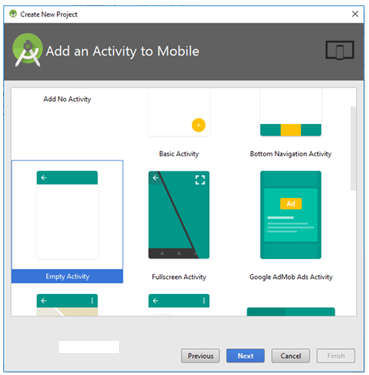 Create New Project
Add an Activity to Mobile
Add No Activity
Basic Activity
Bottom Navigation Activity
Ad
Empty Activity
Fullscreen Activity
Google AdMob Ads Activity
Previous
Next
Cancel
Finish